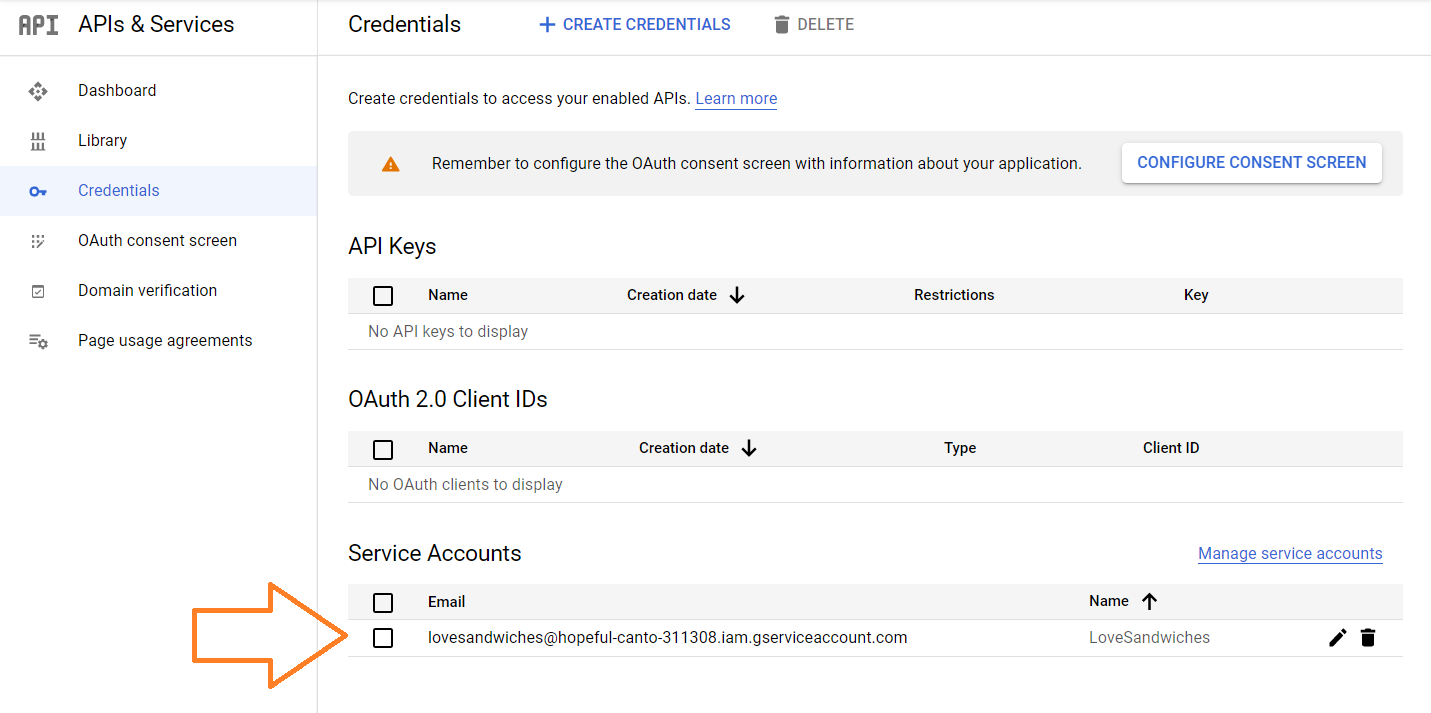 API APIs & Services
Credentials
CREATE CREDENTIALS
DELETE
Dashboard
Library
Credentials
OAuth consent screen
Domain verification
Page usage agreements
Create credentials to access your enabled APIs. Learn more
Remember to configure the OAuth consent screen with information about your application.
CONFIGURE CONSENT SCREEN
API Keys
Name Creation date Restrictions Key
No API keys to display
OAuth 2.0 Client IDs
Name Creation date Type Client ID
No OAuth clients to display
Service Accounts
Manage service accounts
Email Name
lovesandwiches@hopeful-canto-311308.iam.gserviceaccount.com LoveSandwiches